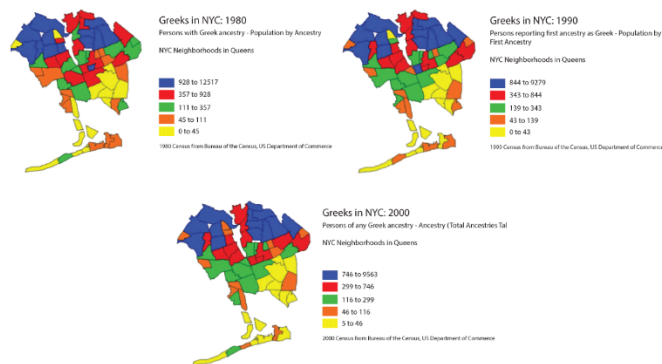 Greeks in NYC: 1980
Persons with Greek ancestry - Population by Ancestry
NYC Neighborhoods in Queens
928 to 12517
357 to 928
111 to 357
45 to 111
0 to 45
1980 Census from Bureau of the Census, US Department of Commerce
Greeks in NYC: 1990
Persons reporting first ancestry as Greek - Population by
First Ancestry
NYC Neighborhoods in Queens
844 to 9279
343 to 844
139 to 343
43 to 139
0 to 43
1990 Census from Bureau of the Census, US Department of Commerce
Greeks in NYC: 2000
Persons of any Greek ancestry - Ancestry (Total Ancestries Tal
NYC Neighborhoods in Queens
746 to 9563
299 to 746
116 to 299
46 to 116
5 to 46
2000 Census from Bureau of the Census, US Department of Commerce